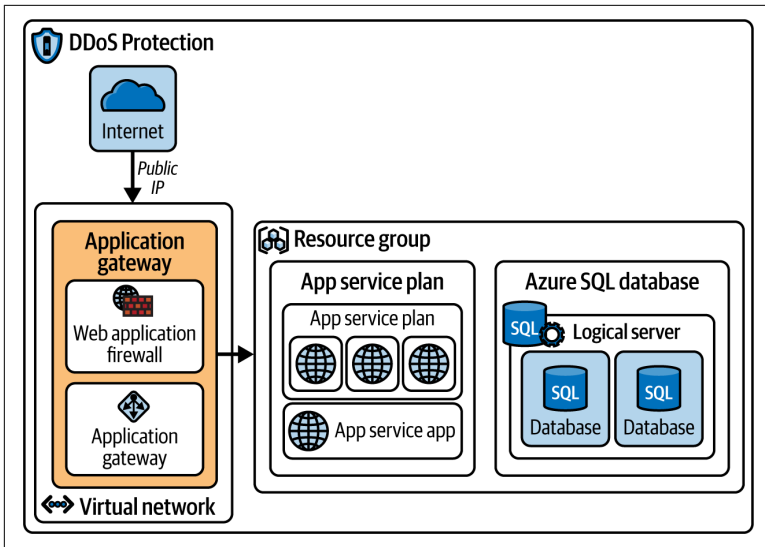 DDoS Protection
Internet
Public
IP
Application
gateway
Web application
firewall
Application
gateway
Virtual network
Resource group
App service plan
App service plan
App service app
Azure SQL database
SQL
Logical server
SQL
Database
SQL
Database